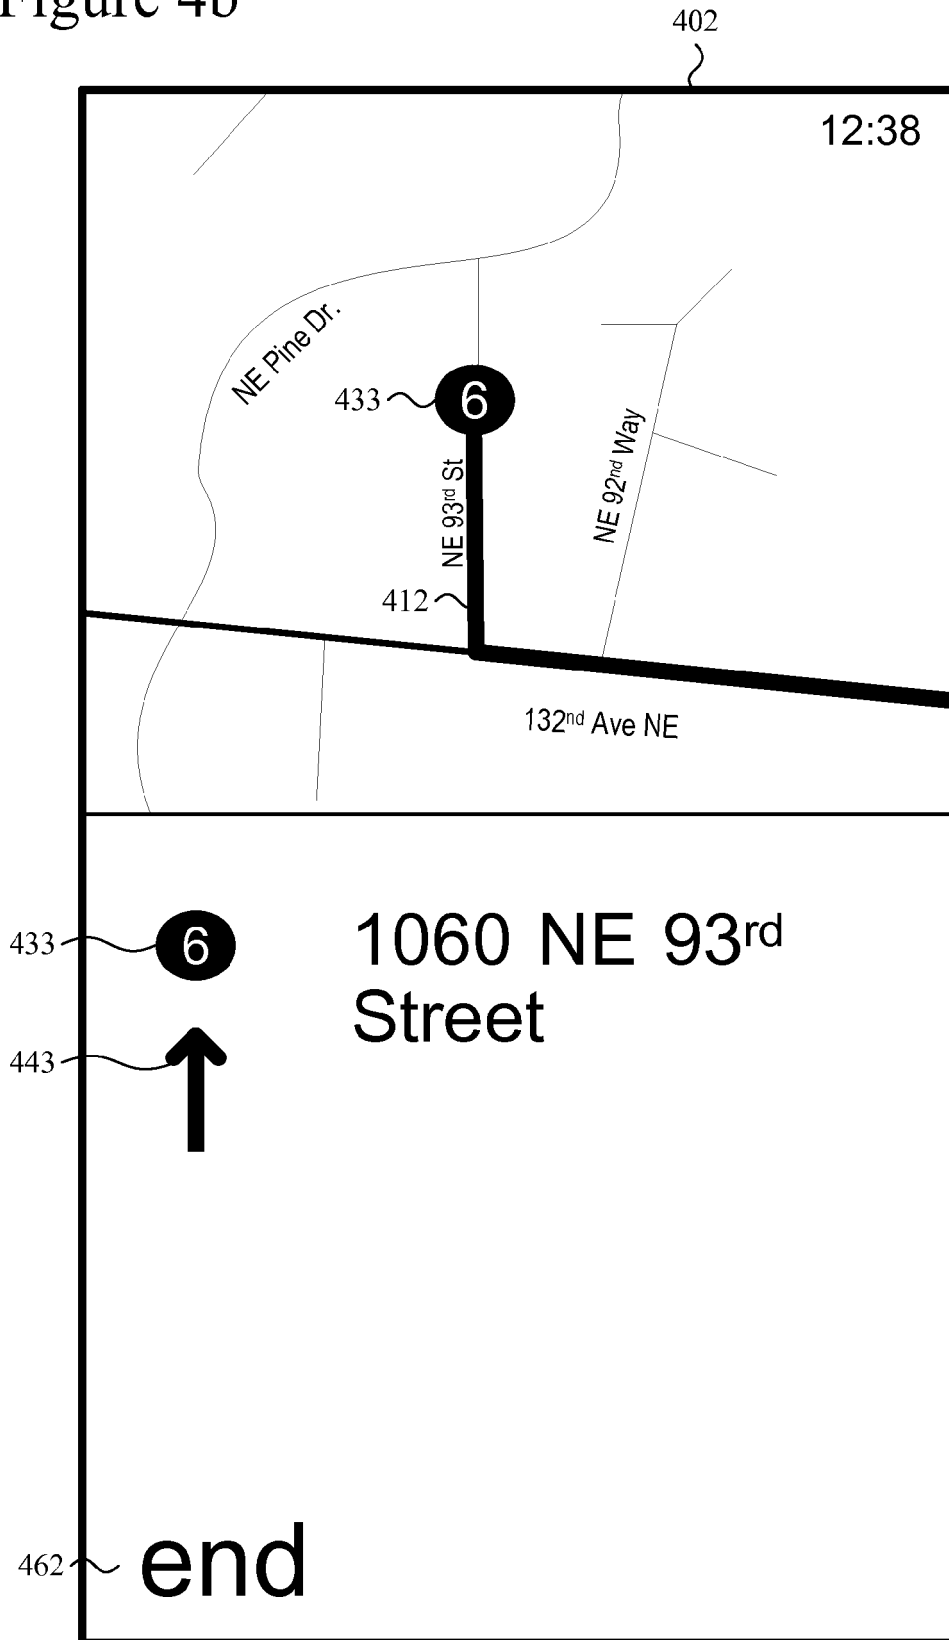 Figure 4b
402
12:38
NE Pine Dr.
433
6
NE 93rd St
NE 92nd Way
412
132nd Ave NE
433
6
1060 NE 93rd
Street
443
462
end